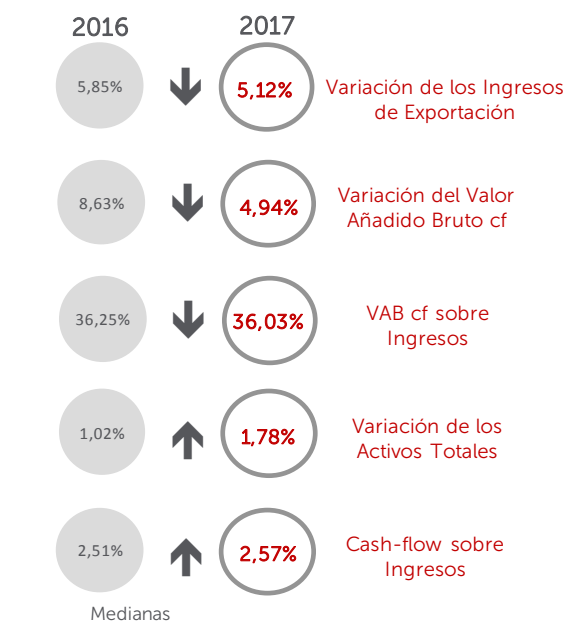 2016
2017
5,85%
5,12%
Variación de los Ingresos
de Exportación
8,63%
4,94%
Variación del Valor
Añadido Bruto cf
36,25%
36,03%
VAB cf sobre
Ingresos
1,02%
1,78%
Variación de los
Activos Totales
2,51%
2,57%
Cash-flow sobre
Ingresos
Medianas